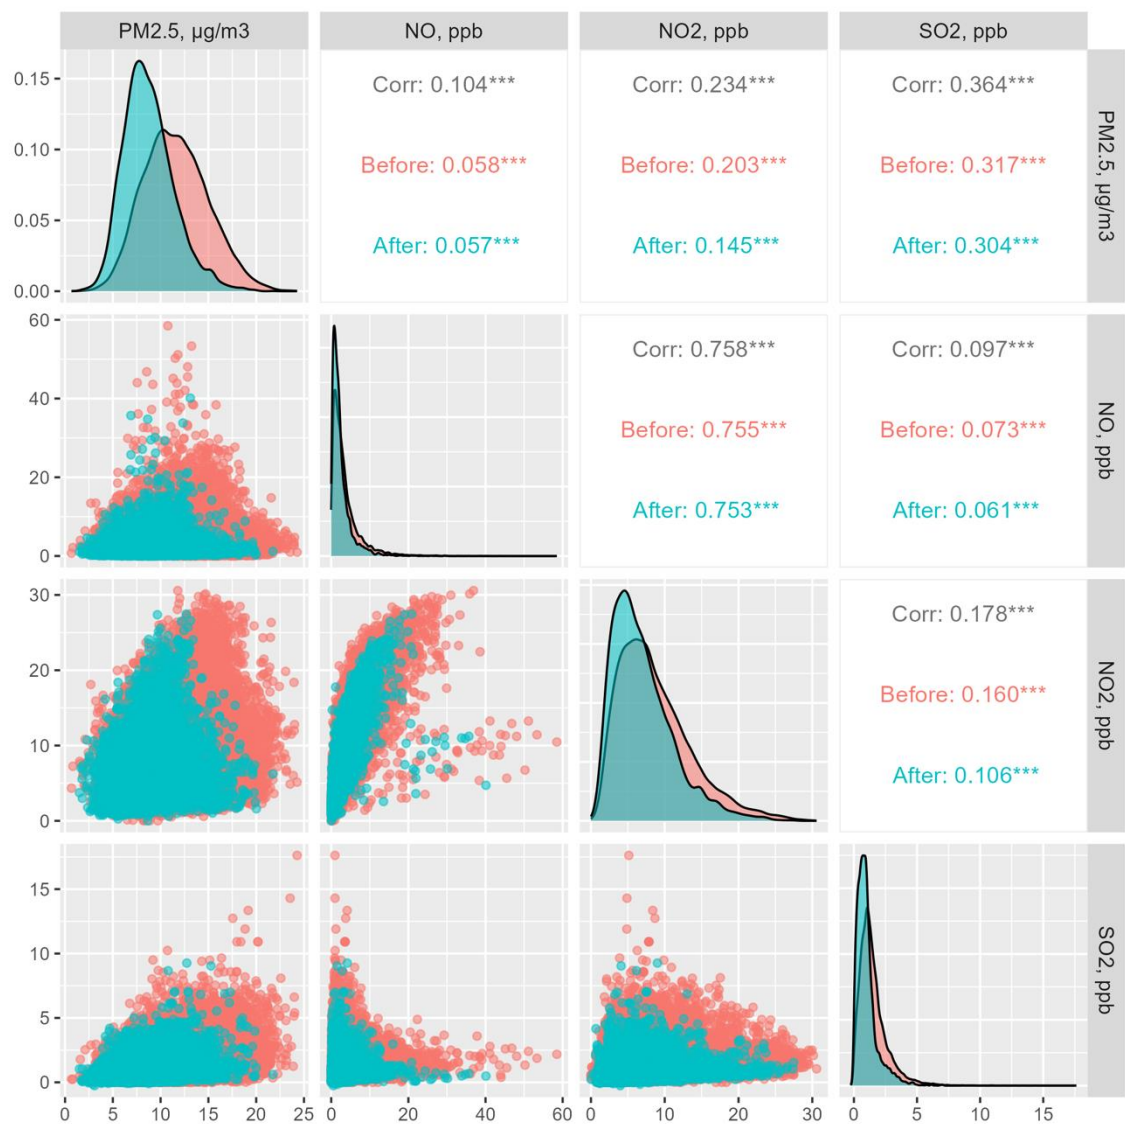 PM2.5, µg/m3 NO, ppb NO2, ppb SO2, ppb
0.15
0.10
0.05
0.00
Corr: 0.104***
Before: 0.058***
After: 0.057***
Corr: 0.234***
Before: 0.203***
After: 0.145***
Corr: 0.364***
Before: 0.317***
After: 0.304***
PM2.5, µg/m3
60
40
20
0
Corr: 0.758***
Before: 0.755***
After: 0.753***
Corr: 0.097***
Before: 0.073***
After: 0.061***
NO, ppb
30
20
10
0
Corr: 0.178***
Before: 0.160***
After: 0.106***
NO2, ppb
15
10
5
0
SO2, ppb
0 5 10 15 20 25 0 20 40 60 0 10 20 30 0 5 10 15